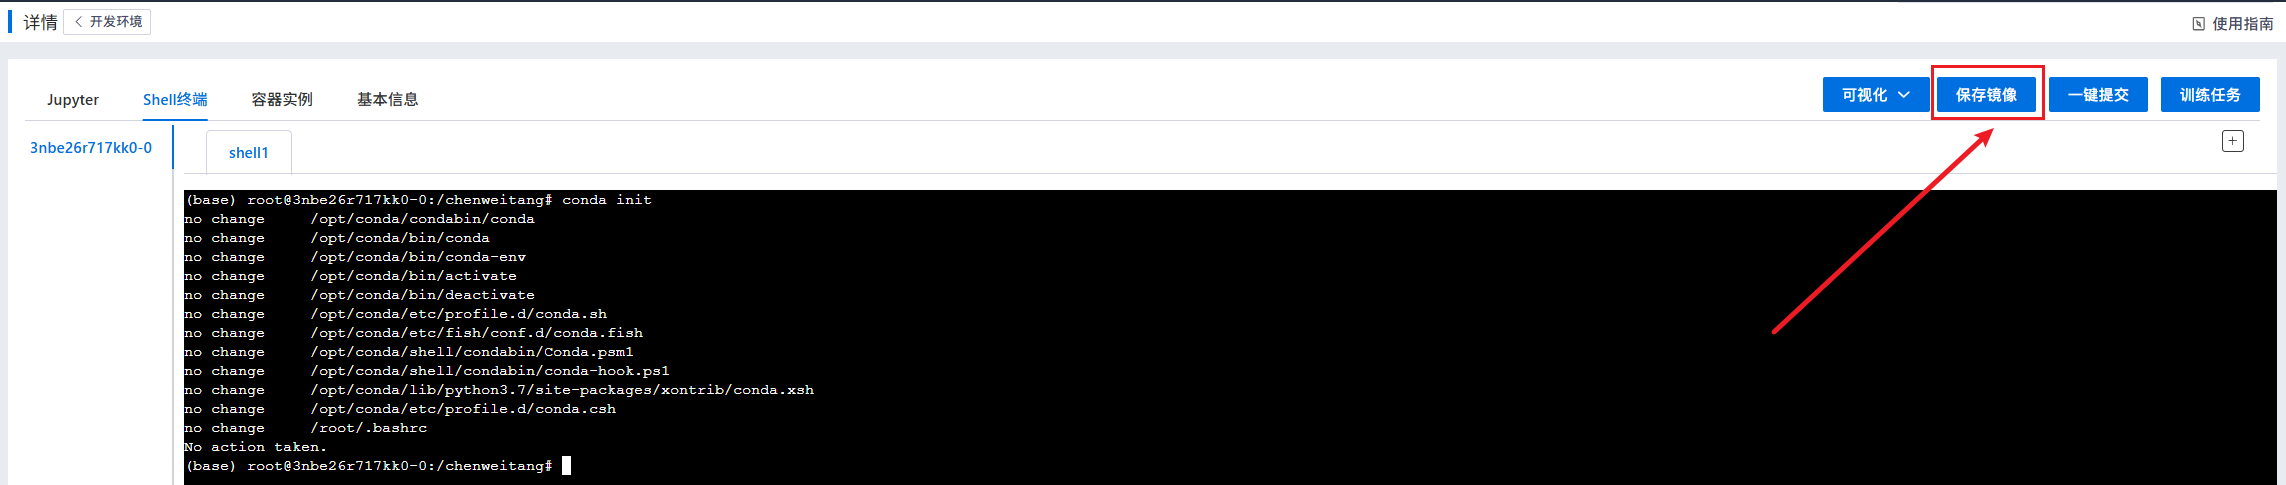 详情 开发环境 使用指南
Jupyter Shell终端 容器实例 基本信息 可视化 保存镜像 一键提交 训练任务
3nbe26r717kk0-0 shell1
(base) root@3nbe26r717kk0-0:/chenweitang# conda init
no change     /opt/conda/condabin/conda
no change     /opt/conda/bin/conda
no change     /opt/conda/bin/conda-env
no change     /opt/conda/bin/activate
no change     /opt/conda/bin/deactivate
no change     /opt/conda/etc/profile.d/conda.sh
no change     /opt/conda/etc/fish/conf.d/conda.fish
no change     /opt/conda/shell/condabin/Conda.psm1
no change     /opt/conda/shell/condabin/conda-hook.ps1
no change     /opt/conda/lib/python3.7/site-packages/xontrib/conda.xsh
no change     /opt/conda/etc/profile.d/conda.csh
no change     /root/.bashrc
No action taken.
(base) root@3nbe26r717kk0-0:/chenweitang#